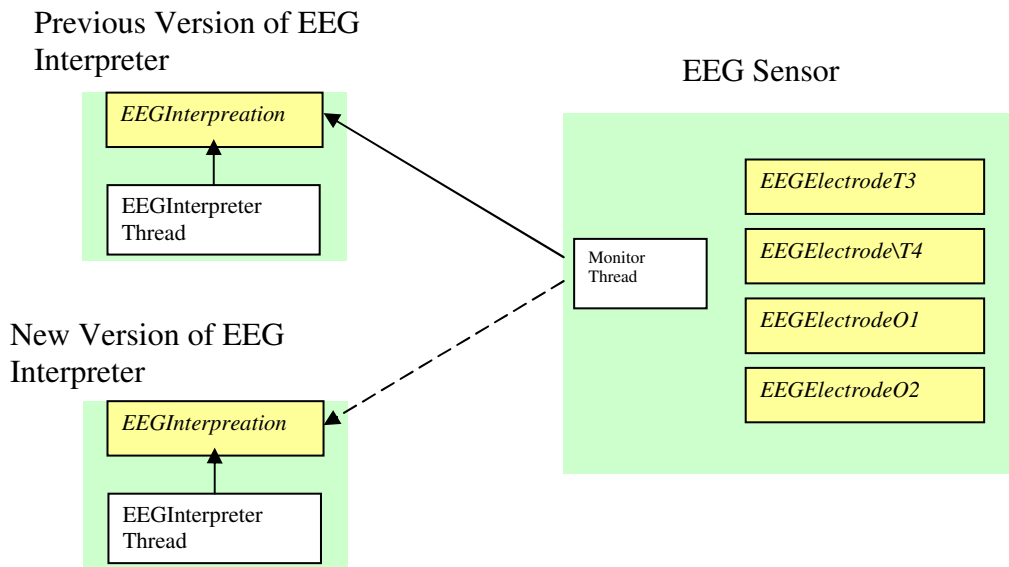 Previous Version of EEG
Interpreter
EEGInterpreation
EEGInterpreter
Thread
New Version of EEG
Interpreter
EEGInterpreation
EEGInterpreter
Thread
EEG Sensor
Monitor
Thread
EEGElectrodeT3
EEGElectrode\T4
EEGElectrodeO1
EEGElectrodeO2